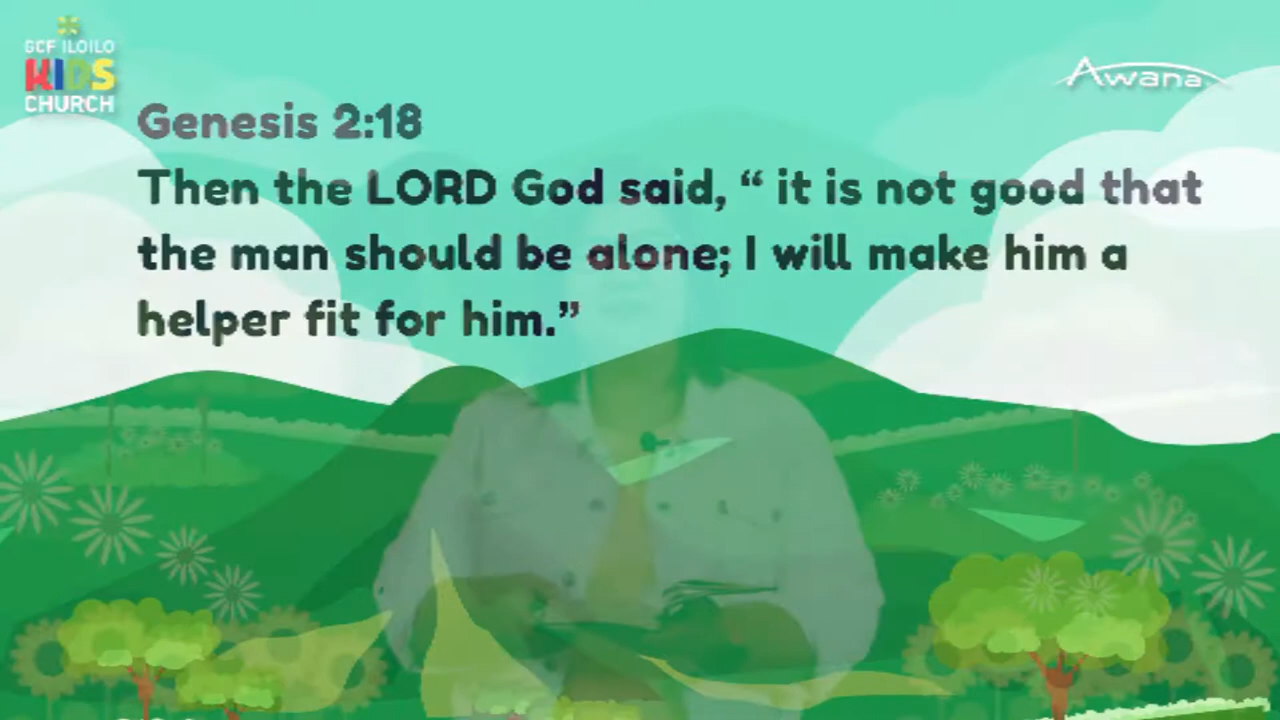 GCF ILOILO
KIDS
CHURCH
Awana
Genesis 2:18
Then the LORD God said, “ it is not good that
the man should be alone; I will make him a
helper fit for him.”